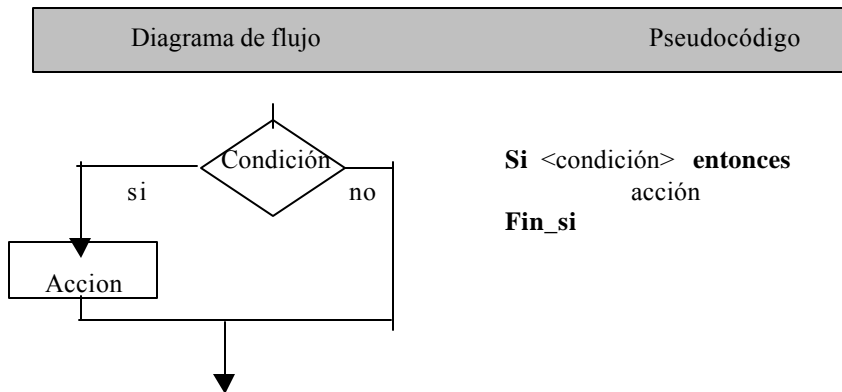 Diagrama de flujo
Pseudocódigo
Condición
si
no
Accion
Si <condición> entonces
acción
Fin_si